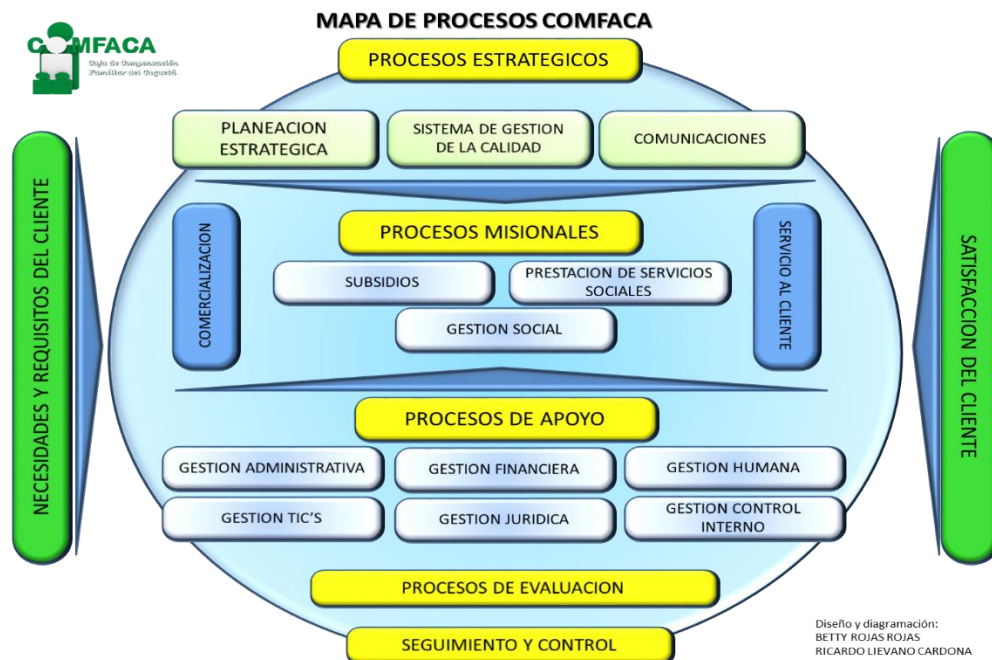 MAPA DE PROCESOS COMFACA
COMFACA
Caja de Compensación
Familiar del Caquetá
PROCESOS ESTRATEGICOS
PLANEACION
ESTRATEGICA
SISTEMA DE GESTION
DE LA CALIDAD
COMUNICACIONES
NECESIDADES Y REQUISITOS DEL CLIENTE
COMERCIALIZACION
PROCESOS MISIONALES
SUBSIDIOS
PRESTACION DE SERVICIOS
SOCIALES
GESTION SOCIAL
SERVICIO AL CLIENTE
SATISFACCION DEL CLIENTE
PROCESOS DE APOYO
GESTION ADMINISTRATIVA
GESTION FINANCIERA
GESTION HUMANA
GESTION TIC'S
GESTION JURIDICA
GESTION CONTROL
INTERNO
PROCESOS DE EVALUACION
SEGUIMIENTO Y CONTROL
Diseño y diagramación:
BETTY ROJAS ROJAS
RICARDO LIEVANO CARDONA